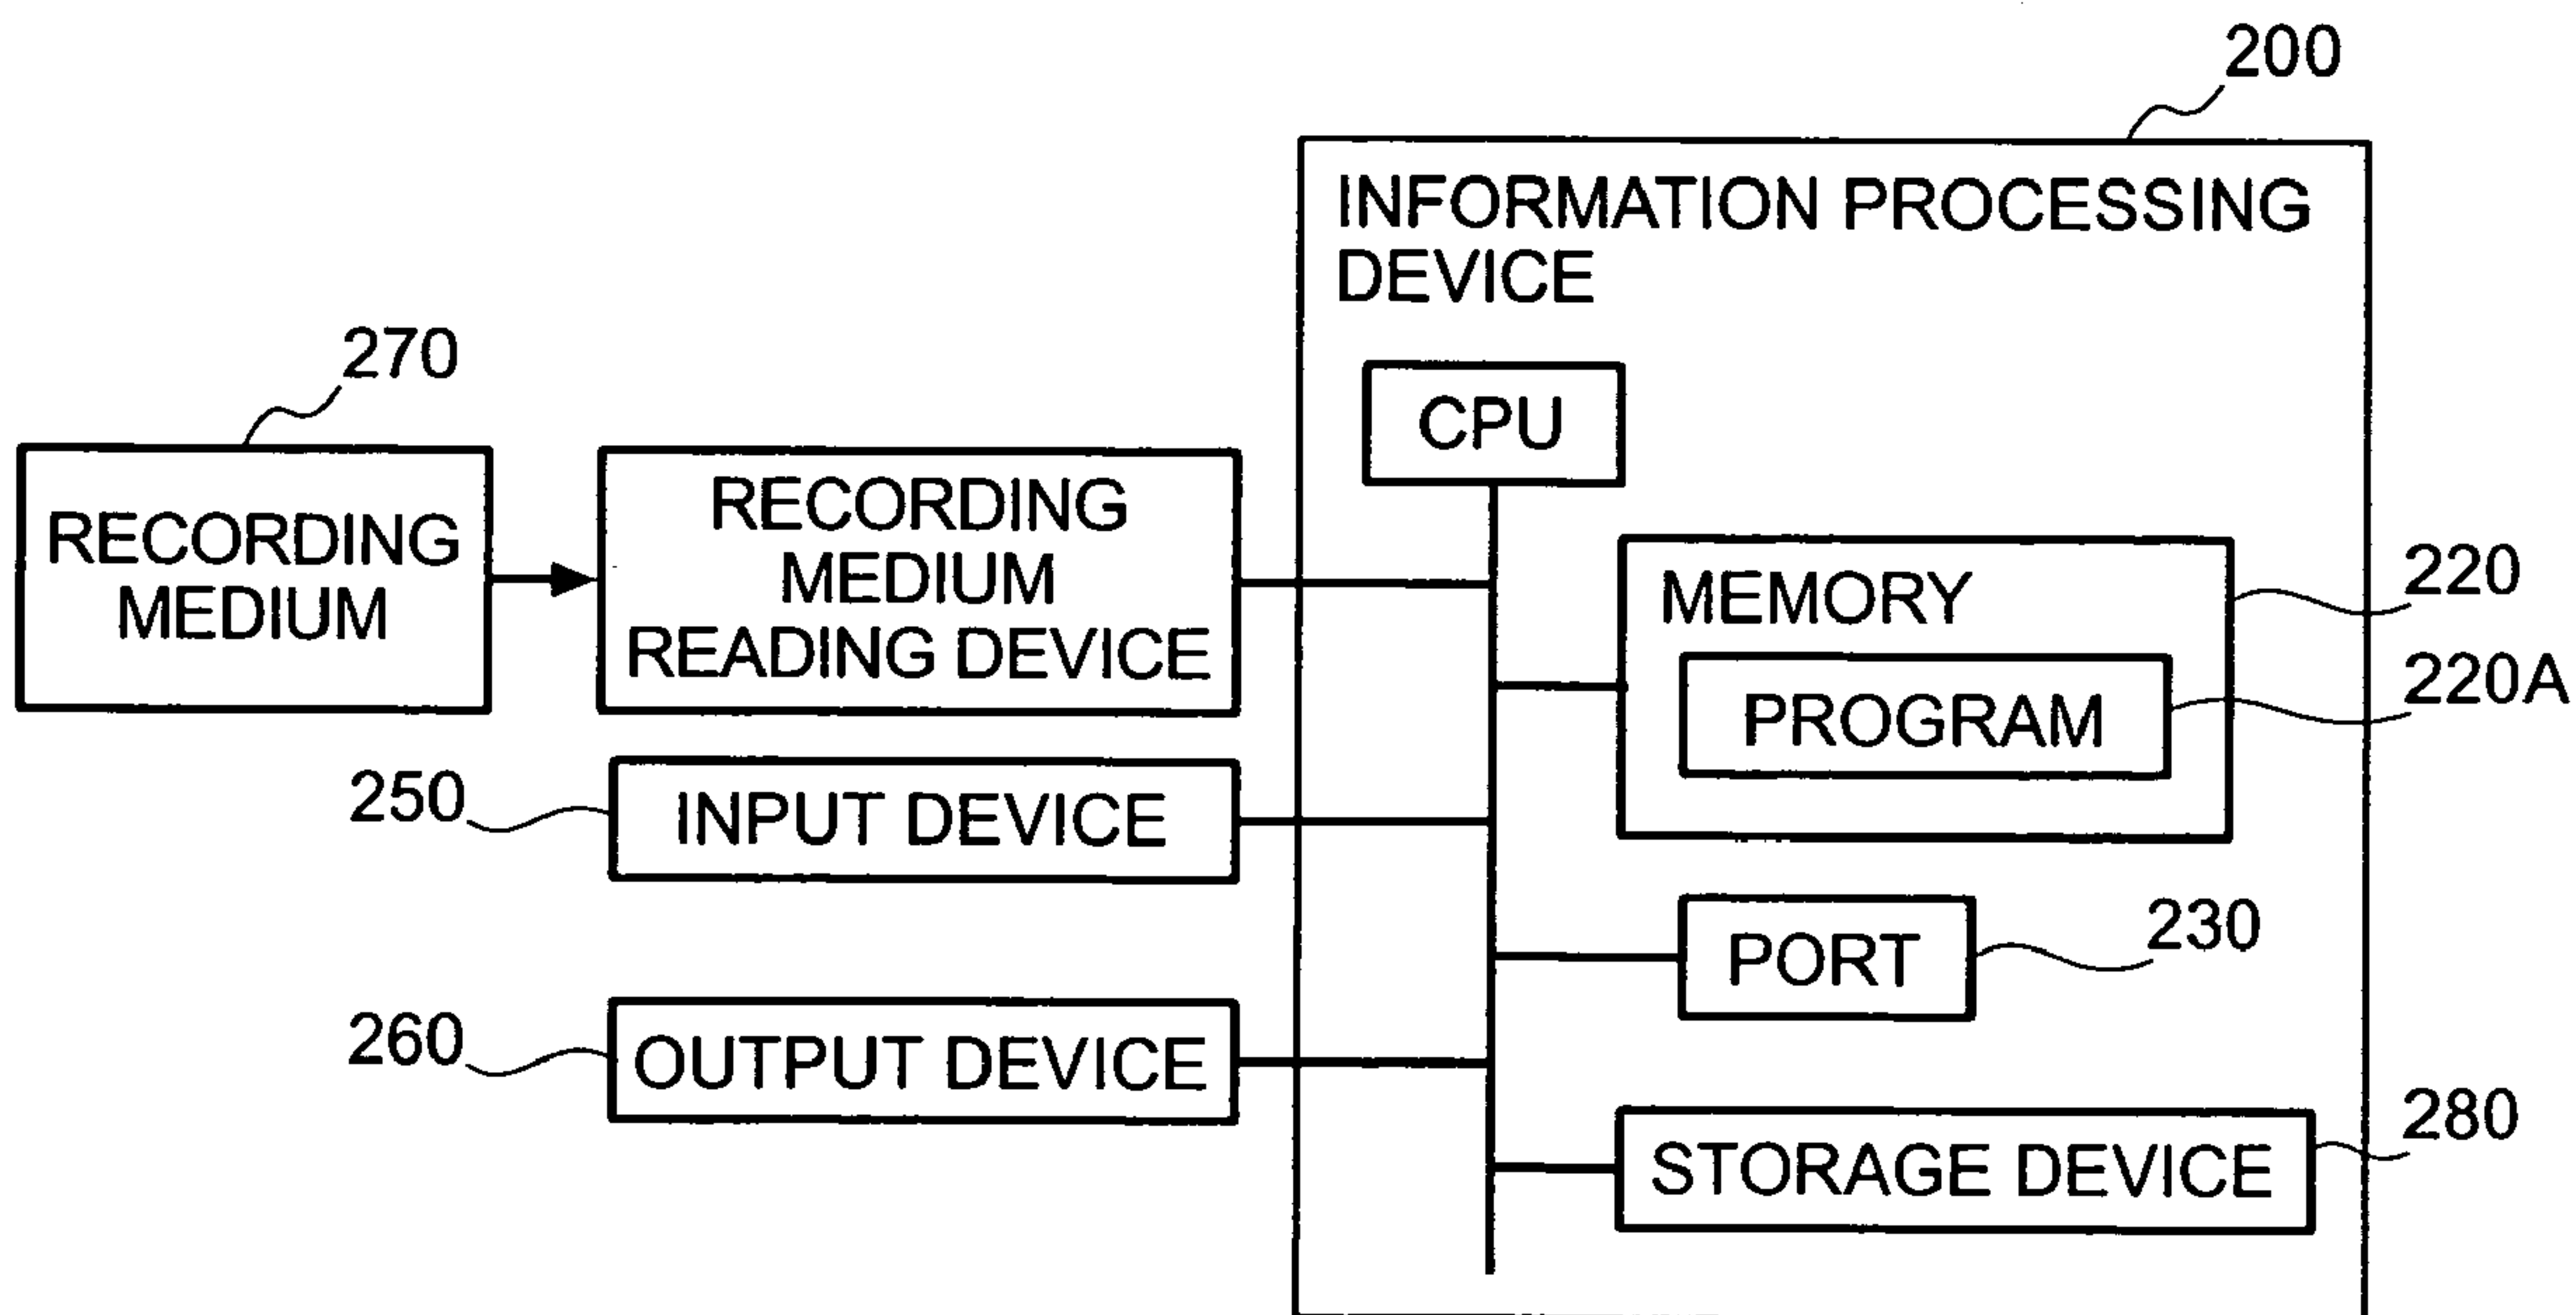 200
INFORMATION PROCESSING
DEVICE
270
CPU
RECORDING
MEDIUM
RECORDING
MEDIUM
READING DEVICE
MEMORY
220
PROGRAM
220A
250
INPUT DEVICE
PORT
230
260
OUTPUT DEVICE
STORAGE DEVICE
280